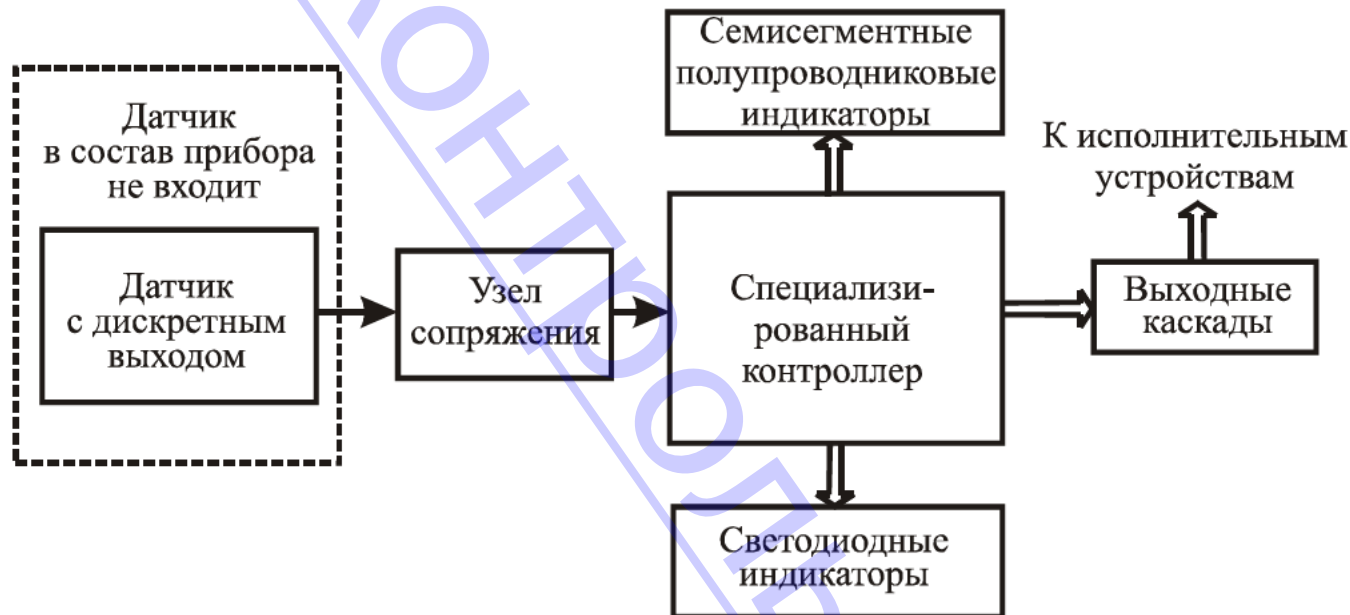 Датчик
в состав прибора
не входит
Датчик
с дискретным
выходом
Узел
сопряжения
Семисегментные
полупроводниковые
индикаторы
Специализи-
рованный
контроллер
Светодиодные
индикаторы
К исполнительным
устройствам
Выходные
каскады
контроль